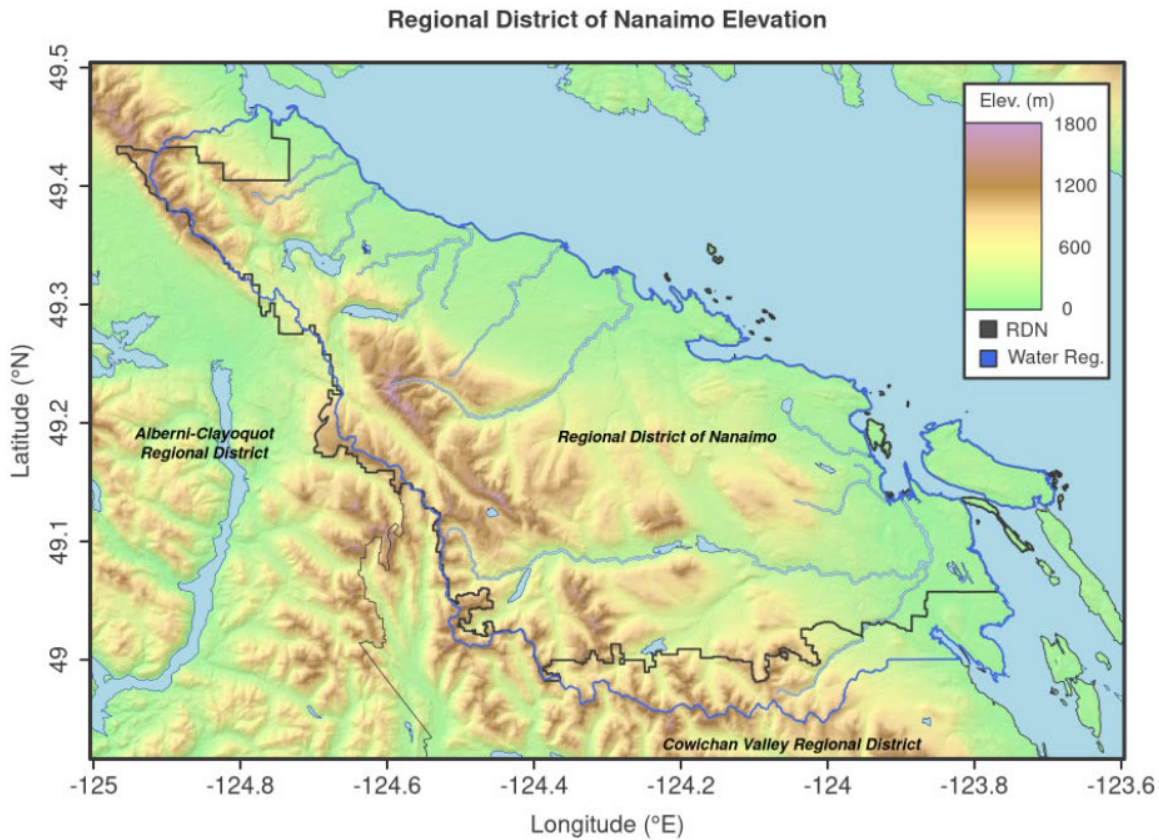 Regional District of Nanaimo Elevation
49.5
49.4
49.3
49.2
49.1
49
Latitude (°N)
Elev. (m)
1800
1200
600
0
RDN
Water Reg.
Alberni-Clayoquot
Regional District
Regional District of Nanaimo
Cowichan Valley Regional District
-125
-124.8
-124.6
-124.4
-124.2
-124
-123.8
-123.6
Longitude (°E)